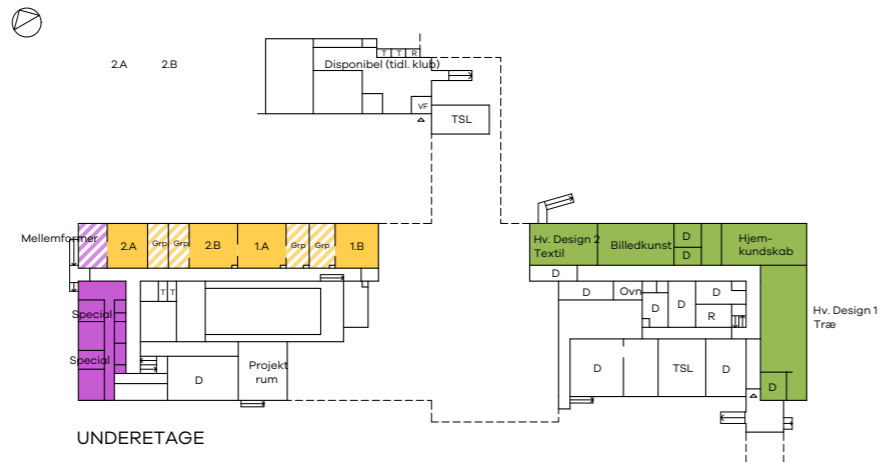 T T R
2.A 2.B Disponibel (tidl. klub)
VF
TSL
Mellemformer 2.A Grp Grp 2.B 1.A Grp Grp 1.B
Hv. Design 2
Textil
Billedkunst
D
D
Hjem-
kundskab
D
T T
D Ovn D D D
R
Special
Hv. Design 1
Træ
Special
Projekt
rum
D
D TSL D
D
UNDERETAGE